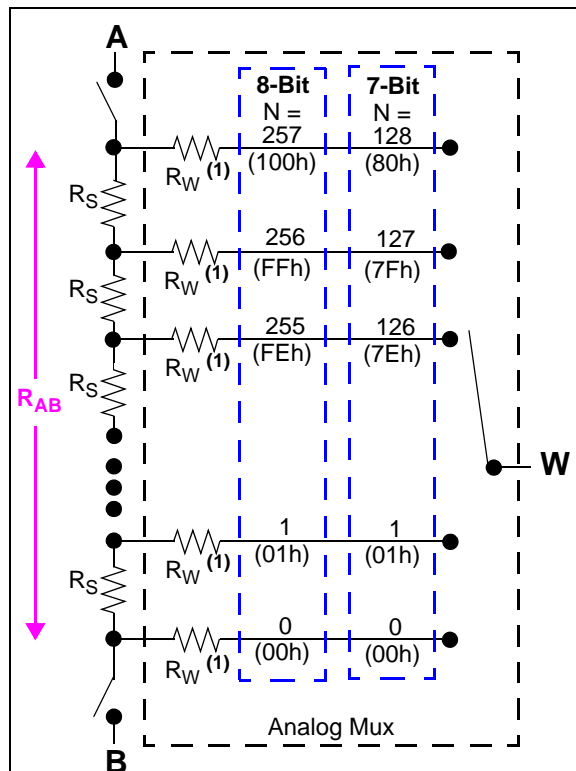 A
8-Bit 7-Bit
N = N =
257 128
(100h) (80h)
RW (1)
RS
256 127
(FFh) (7Fh)
RW (1)
RS
255 126
(FEh) (7Eh)
RW (1)
RS
RAB
W
1 1
(01h) (01h)
RW (1)
RS
0 0
(00h) (00h)
RW (1)
Analog Mux
B